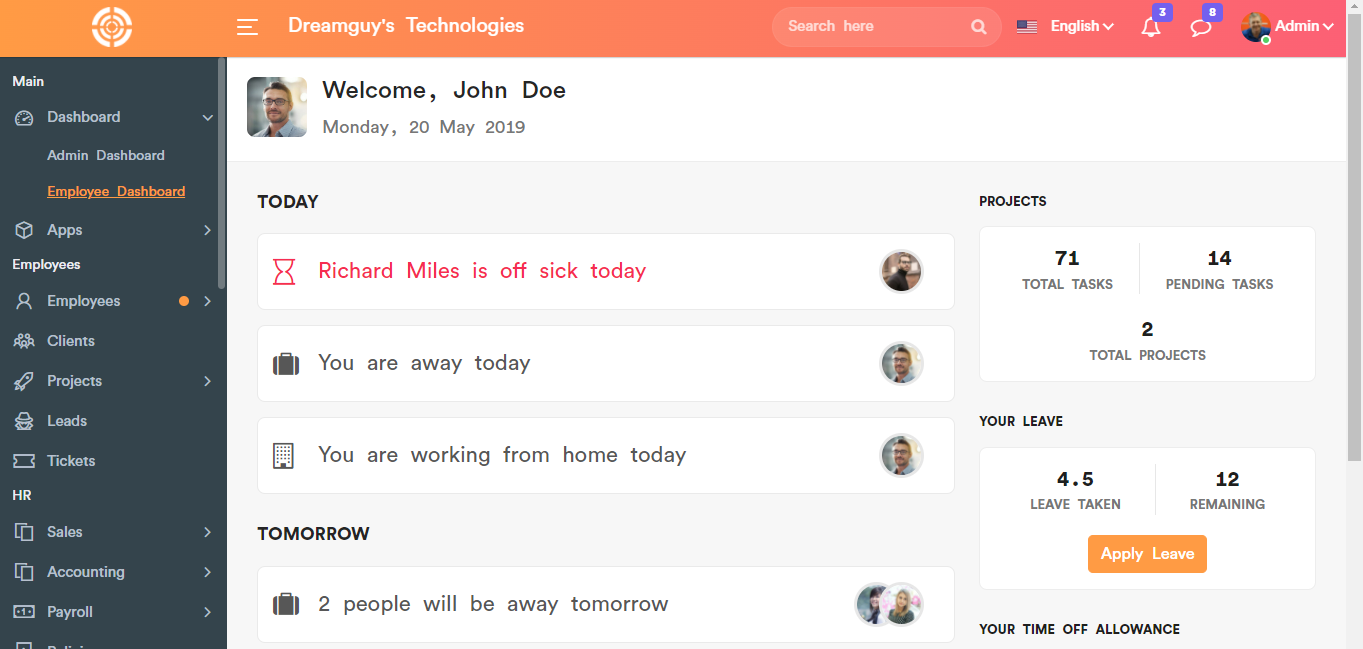 Dreamguy's Technologies
Search here
English
3
8
Admin
Main
Dashboard
Admin Dashboard
Employee Dashboard
Apps
Employees
Employees
Clients
Projects
Leads
Tickets
HR
Sales
Accounting
Payroll
Welcome, John Doe
Monday, 20 May 2019
TODAY
Richard Miles is off sick today
You are away today
You are working from home today
TOMORROW
2 people will be away tomorrow
PROJECTS
71
TOTAL TASKS
14
PENDING TASKS
2
TOTAL PROJECTS
YOUR LEAVE
4.5
LEAVE TAKEN
12
REMAINING
Apply Leave
YOUR TIME OFF ALLOWANCE